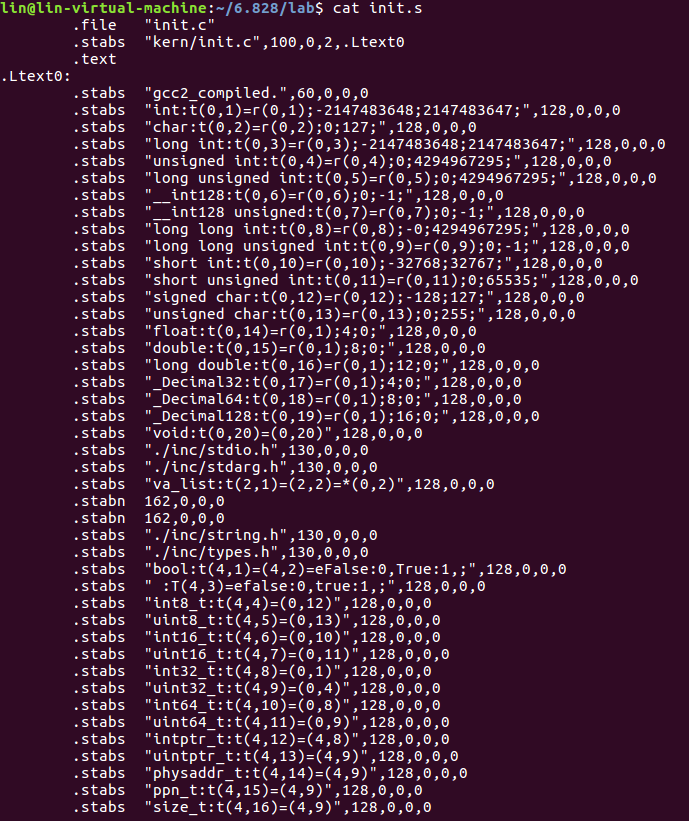 lin@lin-virtual-machine:~/6.828/lab$ cat init.s
.file "init.c"
.stabs "kern/init.c",100,0,2,.Ltext0
.text
.Ltext0:
.stabs "gcc2_compiled.",60,0,0,0
.stabs "int:t(0,1)=r(0,1);-2147483648;2147483647;",128,0,0,0
.stabs "char:t(0,2)=r(0,2);0;127;",128,0,0,0
.stabs "long int:t(0,3)=r(0,3);-2147483648;2147483647;",128,0,0,0
.stabs "unsigned int:t(0,4)=r(0,4);0;4294967295;",128,0,0,0
.stabs "long unsigned int:t(0,5)=r(0,5);0;4294967295;",128,0,0,0
.stabs "__int128:t(0,6)=r(0,6);0;-1;",128,0,0,0
.stabs "__int128 unsigned:t(0,7)=r(0,7);0;-1;",128,0,0,0
.stabs "long long int:t(0,8)=r(0,8);-0;4294967295;",128,0,0,0
.stabs "long long unsigned int:t(0,9)=r(0,9);0;-1;",128,0,0,0
.stabs "short int:t(0,10)=r(0,10);-32768;32767;",128,0,0,0
.stabs "short unsigned int:t(0,11)=r(0,11);0;65535;",128,0,0,0
.stabs "signed char:t(0,12)=r(0,12);-128;127;",128,0,0,0
.stabs "unsigned char:t(0,13)=r(0,13);0;255;",128,0,0,0
.stabs "float:t(0,14)=r(0,1);4;0;",128,0,0,0
.stabs "double:t(0,15)=r(0,1);8;0;",128,0,0,0
.stabs "long double:t(0,16)=r(0,1);12;0;",128,0,0,0
.stabs "_Decimal32:t(0,17)=r(0,1);4;0;",128,0,0,0
.stabs "_Decimal64:t(0,18)=r(0,1);8;0;",128,0,0,0
.stabs "_Decimal128:t(0,19)=r(0,1);16;0;",128,0,0,0
.stabs "void:t(0,20)=(0,20)",128,0,0,0
.stabs "./inc/stdio.h",130,0,0,0
.stabs "./inc/stdarg.h",130,0,0,0
.stabs "va_list:t(2,1)=(2,2)=*(0,2)",128,0,0,0
.stabn 162,0,0,0
.stabn 162,0,0,0
.stabs "./inc/string.h",130,0,0,0
.stabs "./inc/types.h",130,0,0,0
.stabs "bool:t(4,1)=(4,2)=eFalse:0,True:1,;",128,0,0,0
.stabs " :T(4,3)=efalse:0,true:1,;",128,0,0,0
.stabs "int8_t:t(4,4)=(0,12)",128,0,0,0
.stabs "uint8_t:t(4,5)=(0,13)",128,0,0,0
.stabs "int16_t:t(4,6)=(0,10)",128,0,0,0
.stabs "uint16_t:t(4,7)=(0,11)",128,0,0,0
.stabs "int32_t:t(4,8)=(0,1)",128,0,0,0
.stabs "uint32_t:t(4,9)=(0,4)",128,0,0,0
.stabs "int64_t:t(4,10)=(0,8)",128,0,0,0
.stabs "uint64_t:t(4,11)=(0,9)",128,0,0,0
.stabs "intptr_t:t(4,12)=(4,8)",128,0,0,0
.stabs "uintptr_t:t(4,13)=(4,9)",128,0,0,0
.stabs "physaddr_t:t(4,14)=(4,9)",128,0,0,0
.stabs "ppn_t:t(4,15)=(4,9)",128,0,0,0
.stabs "size_t:t(4,16)=(4,9)",128,0,0,0